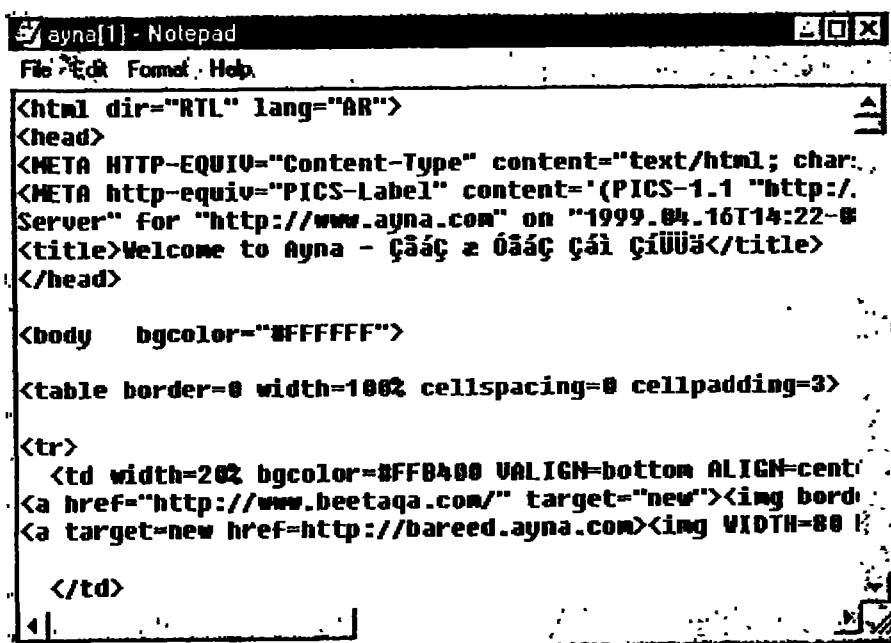 ayna[1] - Notepad
File Edit Format Help
<html dir="RTL" lang="AR">
<head>
<META HTTP-EQUIV="Content-Type" content="text/html; char
<META http-equiv="PICS-Label" content='(PICS-1.1 "http:/
Server" for "http://www.ayna.com" on "1999.04.16T14:22-0
<title>Welcome to Ayna - ÇåáÇ æ ÓåáÇ Çáì ÇíÜÜä</title>
</head>
<body bgcolor="#FFFFFF">
<table border=0 width=100% cellspacing=0 cellpadding=3>
<tr>
<td width=20% bgcolor=#FFB400 VALIGN=bottom ALIGN=cent
<a href="http://www.beetaqa.com/" target="new"><img bord
<a target=new href=http://bareed.ayna.com><img WIDTH=80
</td>